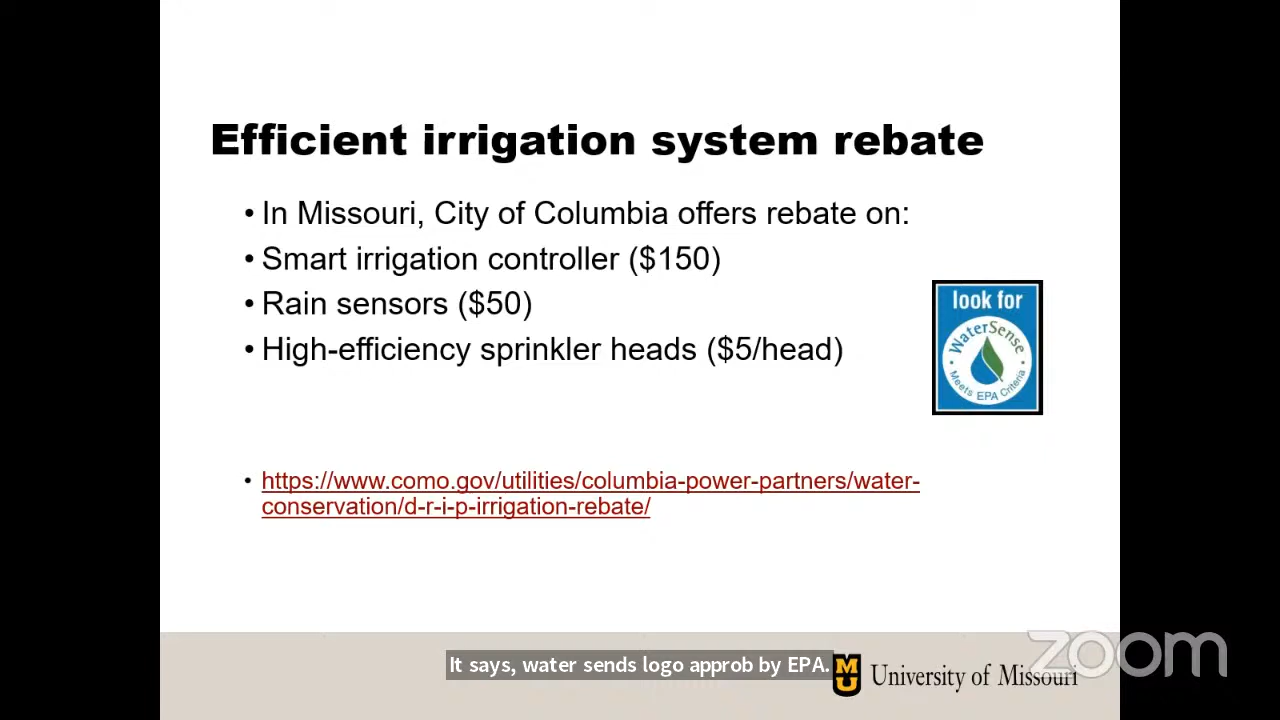 Efficient irrigation system rebate
• In Missouri, City of Columbia offers rebate on:
• Smart irrigation controller ($150)
• Rain sensors ($50)
• High-efficiency sprinkler heads ($5/head)
look for
WaterSense
• Meets EPA Criteria •
• https://www.como.gov/utilities/columbia-power-partners/water-
conservation/d-r-i-p-irrigation-rebate/
It says, water sends logo approb by EPA.
MU
University of Missouri
zoom